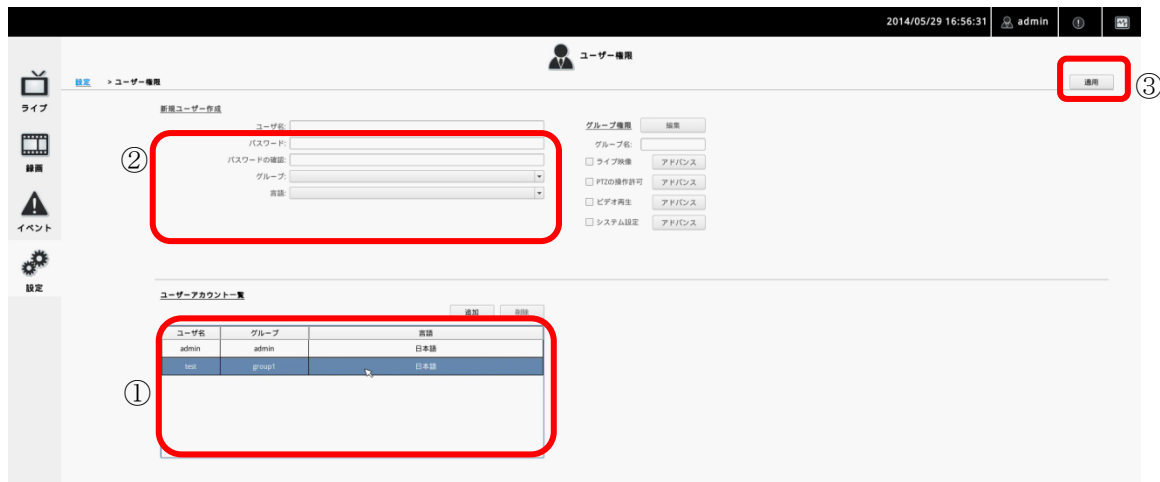 2014/05/29 16:56:31 admin
ユーザー権限
設定 > ユーザー権限
適用
③
ライブ
録画
イベント
設定
新規ユーザー作成
②
ユーザ名:
パスワード:
パスワードの確認:
グループ:
言語:
グループ権限 編集
グループ名:
ライブ映像 アドバンス
PTZの操作許可 アドバンス
ビデオ再生 アドバンス
システム設定 アドバンス
ユーザーアカウント一覧
追加 削除
①
ユーザ名 グループ 言語
admin admin 日本語
test group1 日本語